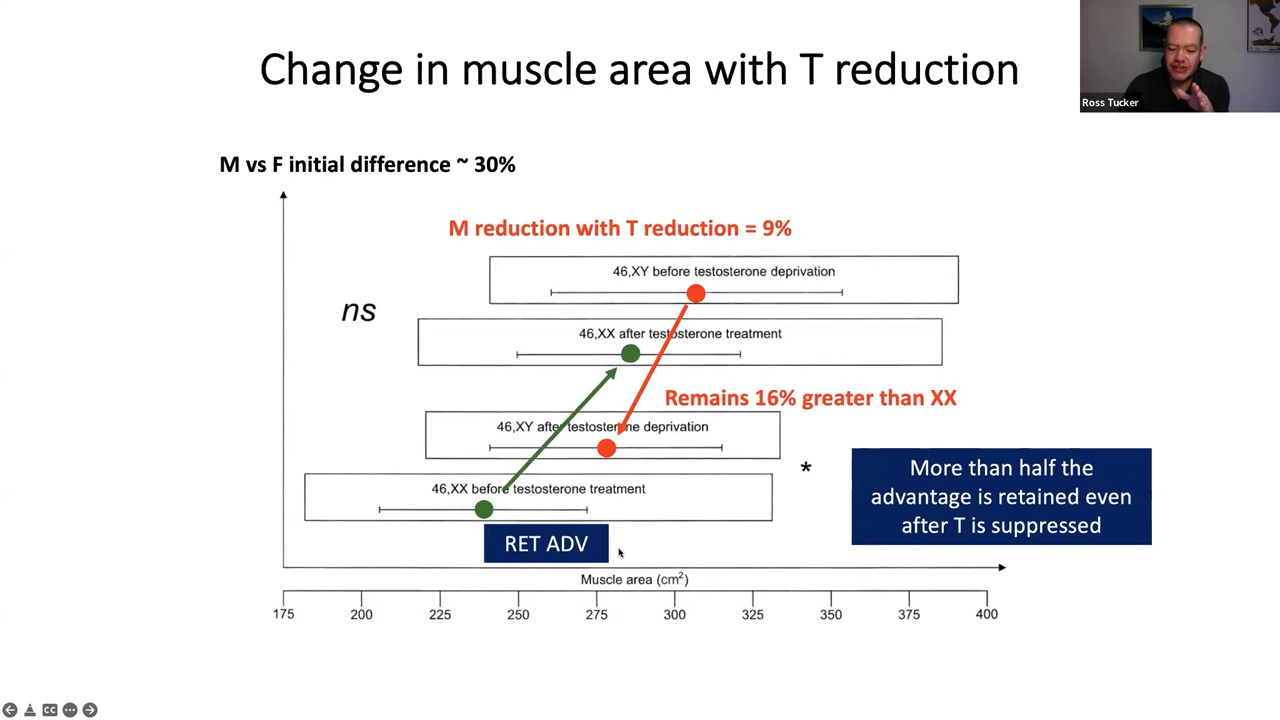 Change in muscle area with T reduction
Ross Tucker
M vs F initial difference ~ 30%
M reduction with T reduction = 9%
46,XY before testosterone deprivation
ns
46,XX after testosterone treatment
Remains 16% greater than XX
46,XY after testosterone deprivation
*
46,XX before testosterone treatment
More than half the
advantage is retained even
after T is suppressed
RET ADV
Muscle area (cm²)
175 200 225 250 275 300 325 350 375 400
CC